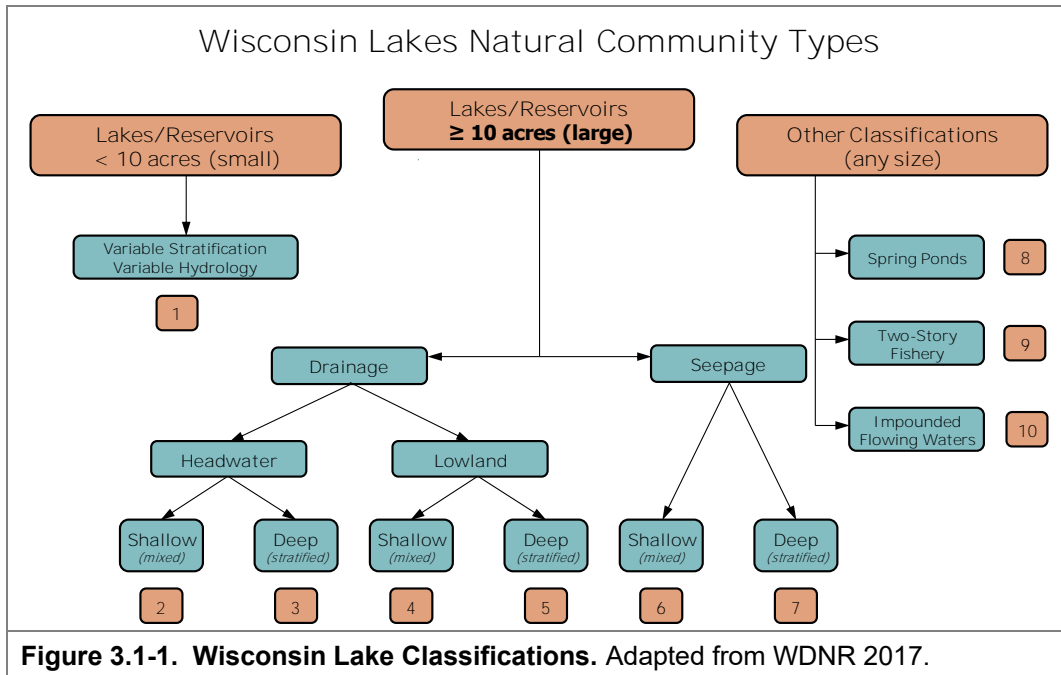 Wisconsin Lakes Natural Community Types
Lakes/Reservoirs
< 10 acres (small)
Lakes/Reservoirs
≥ 10 acres (large)
Other Classifications
(any size)
Variable Stratification
Variable Hydrology
1
Spring Ponds
8
Two-Story
Fishery
9
Impounded
Flowing Waters
10
Drainage
Seepage
Headwater
Lowland
Shallow
(mixed)
Deep
(stratified)
Shallow
(mixed)
Deep
(stratified)
Shallow
(mixed)
Deep
(stratified)
2
3
4
5
6
7
Figure 3.1-1. Wisconsin Lake Classifications. Adapted from WDNR 2017.